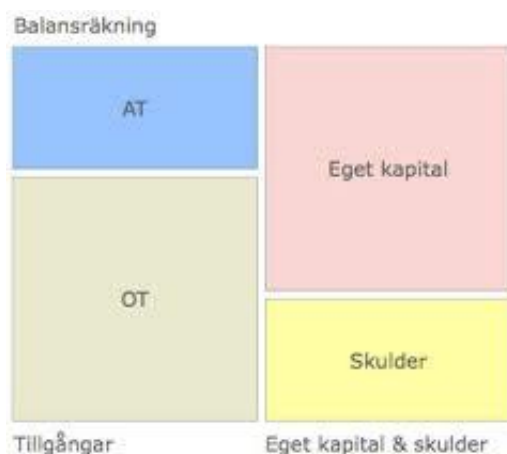 Balansräkning
AT
Eget kapital
OT
Skulder
Tillgångar
Eget kapital & skulder